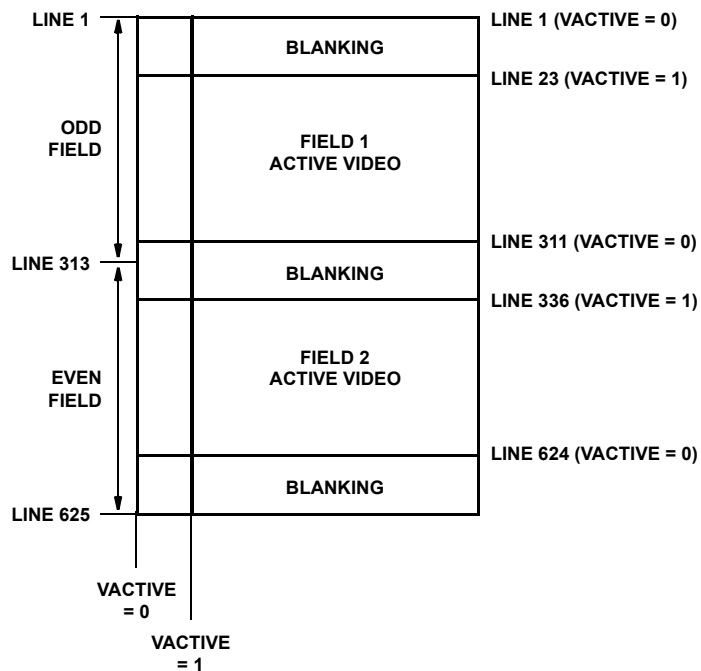 LINE 1
BLANKING
LINE 1 (VACTIVE = 0)
LINE 23 (VACTIVE = 1)
ODD
FIELD
FIELD 1
ACTIVE VIDEO
LINE 311 (VACTIVE = 0)
LINE 313
BLANKING
LINE 336 (VACTIVE = 1)
FIELD 2
ACTIVE VIDEO
EVEN
FIELD
LINE 624 (VACTIVE = 0)
BLANKING
LINE 625
VACTIVE
= 0
VACTIVE
= 1